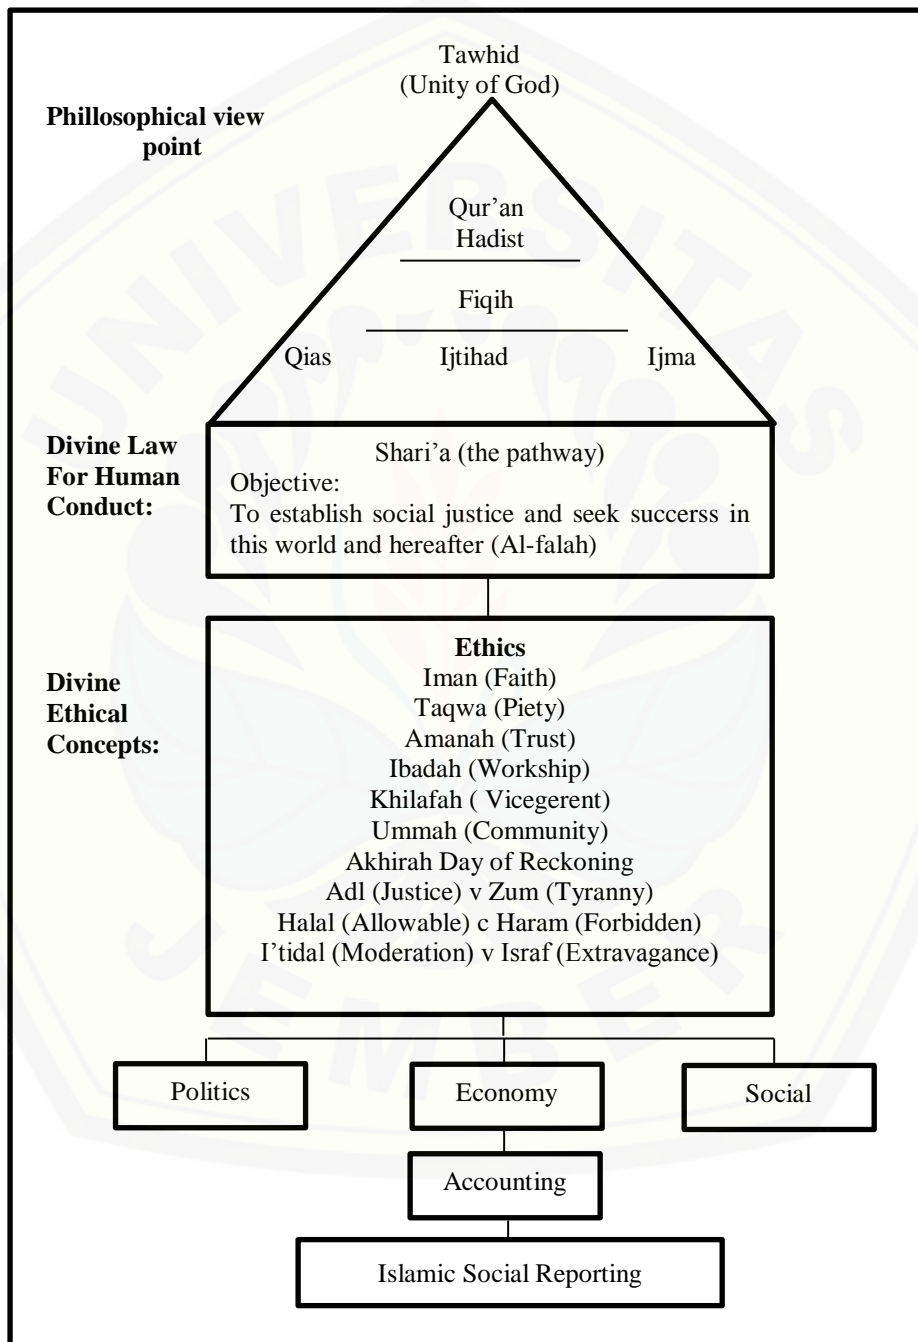 Tawhid
(Unity of God)
Phillosophical view
point
Qur’an
Hadist
Fiqih
Qias Ijtihad Ijma
Divine Law
For Human
Conduct:
Shari’a (the pathway)
Objective:
To establish social justice and seek succerss in
this world and hereafter (Al-falah)
Divine
Ethical
Concepts:
Ethics
Iman (Faith)
Taqwa (Piety)
Amanah (Trust)
Ibadah (Workship)
Khilafah ( Vicegerent)
Ummah (Community)
Akhirah Day of Reckoning
Adl (Justice) v Zum (Tyranny)
Halal (Allowable) c Haram (Forbidden)
I’tidal (Moderation) v Israf (Extravagance)
Politics Economy Social
Accounting
Islamic Social Reporting
UNIVERSITAS
JEMBER